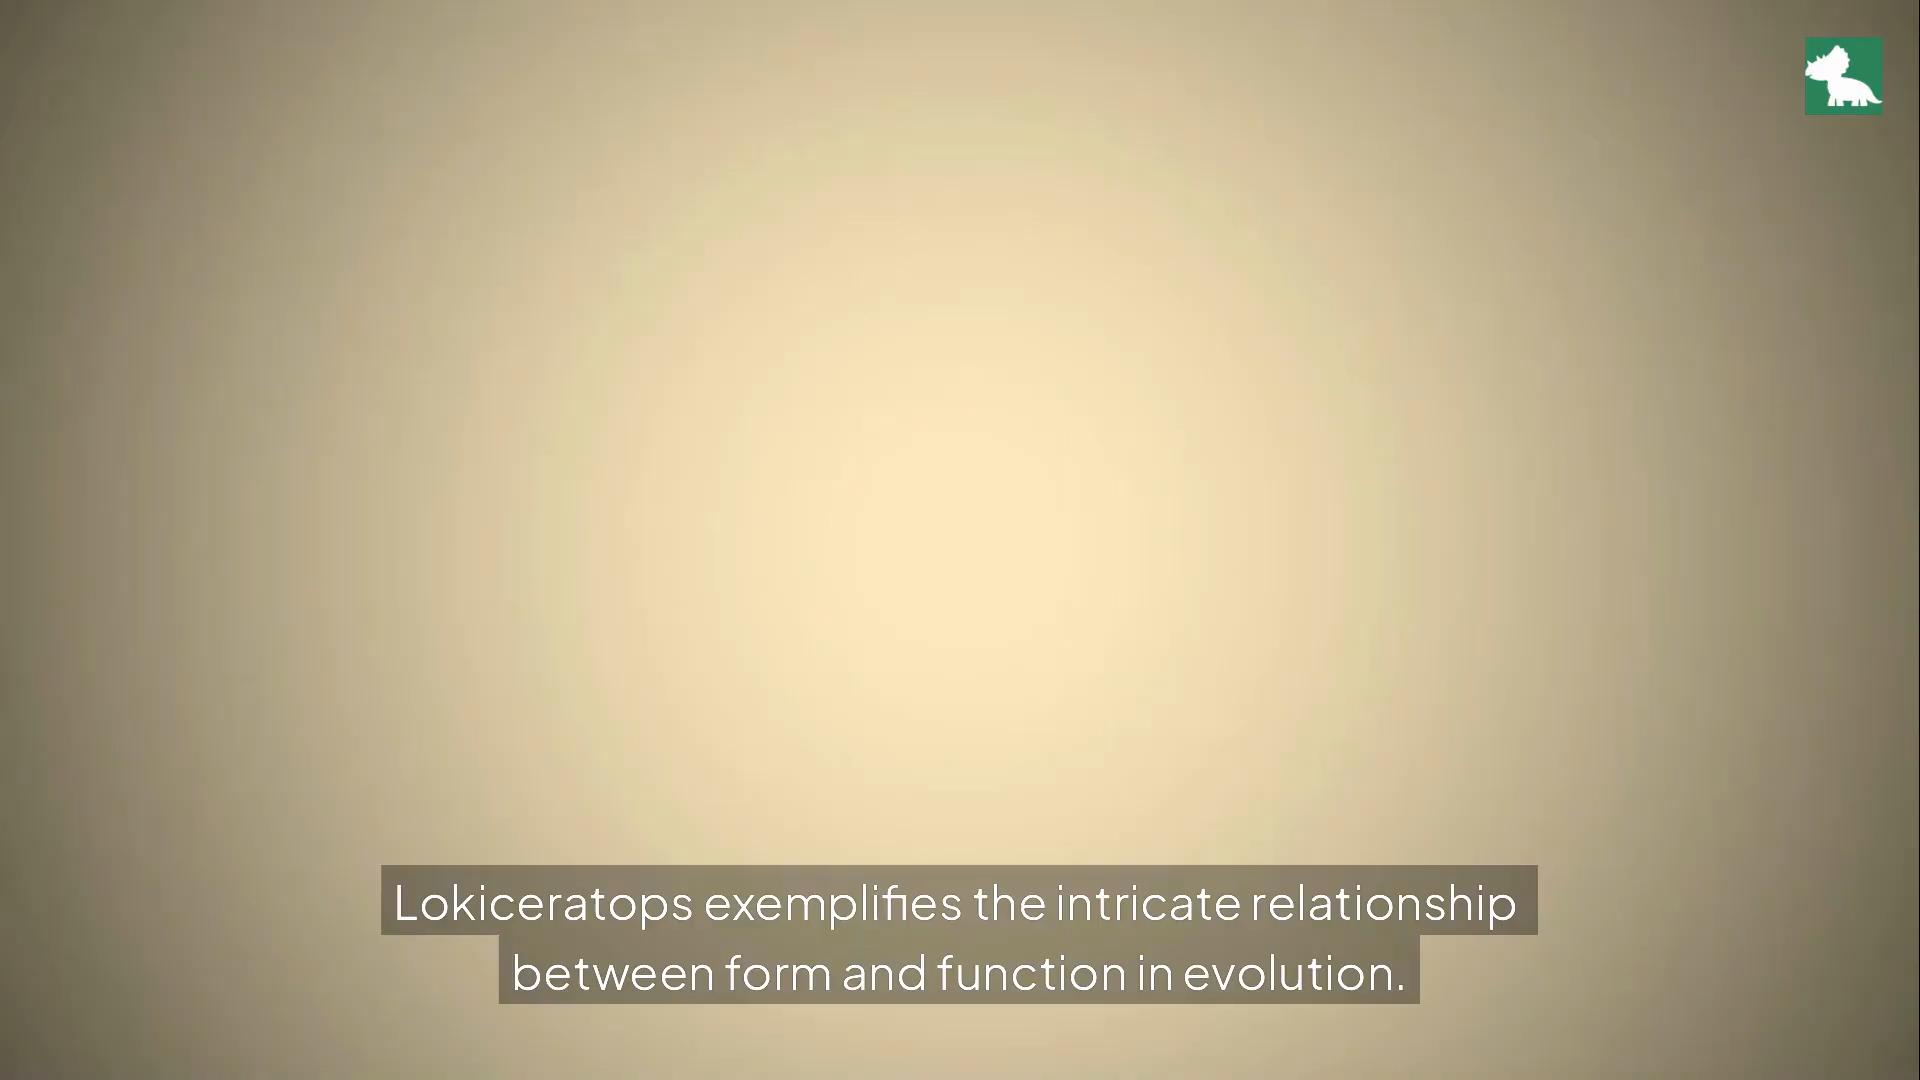 Lokiceratops exemplifies the intricate relationship
between form and function in evolution.